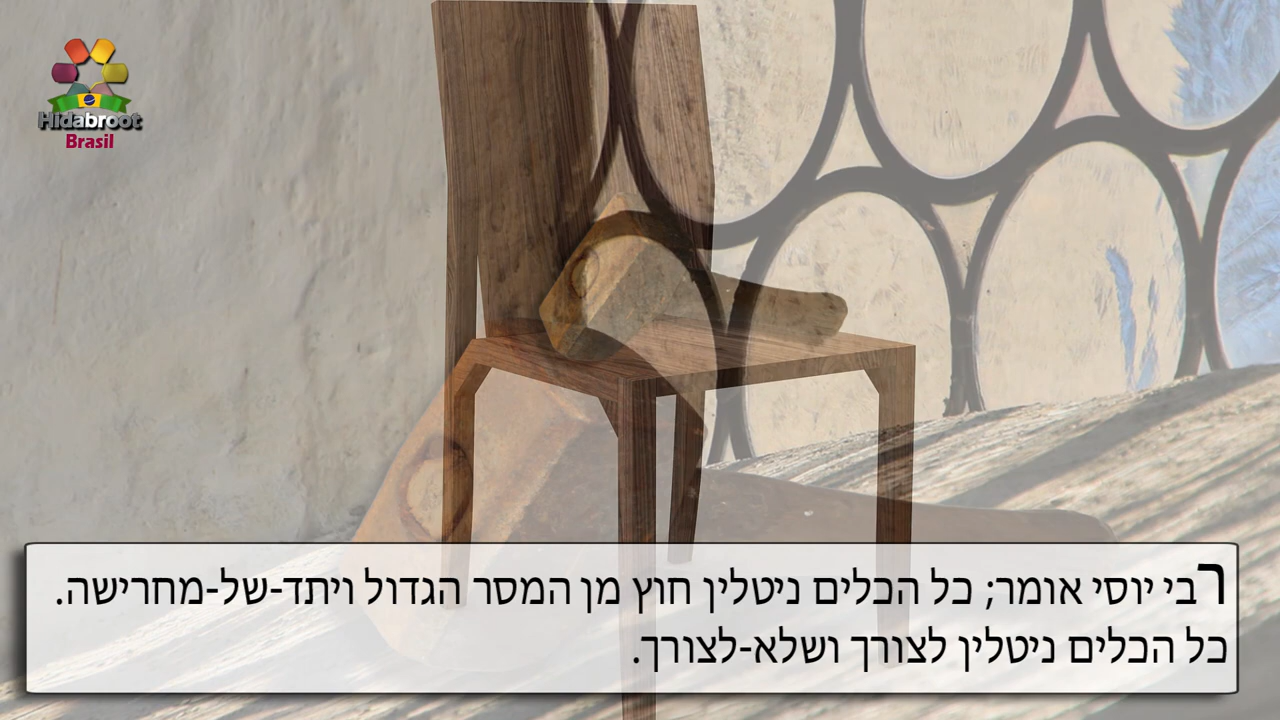 Hidabroot
Brasil
רבי יוסי אומר; כל הכלים ניטלין חוץ מן המסר הגדול ויתד-של-מחרישה.
כל הכלים ניטלין לצורך ושלא-לצורך.